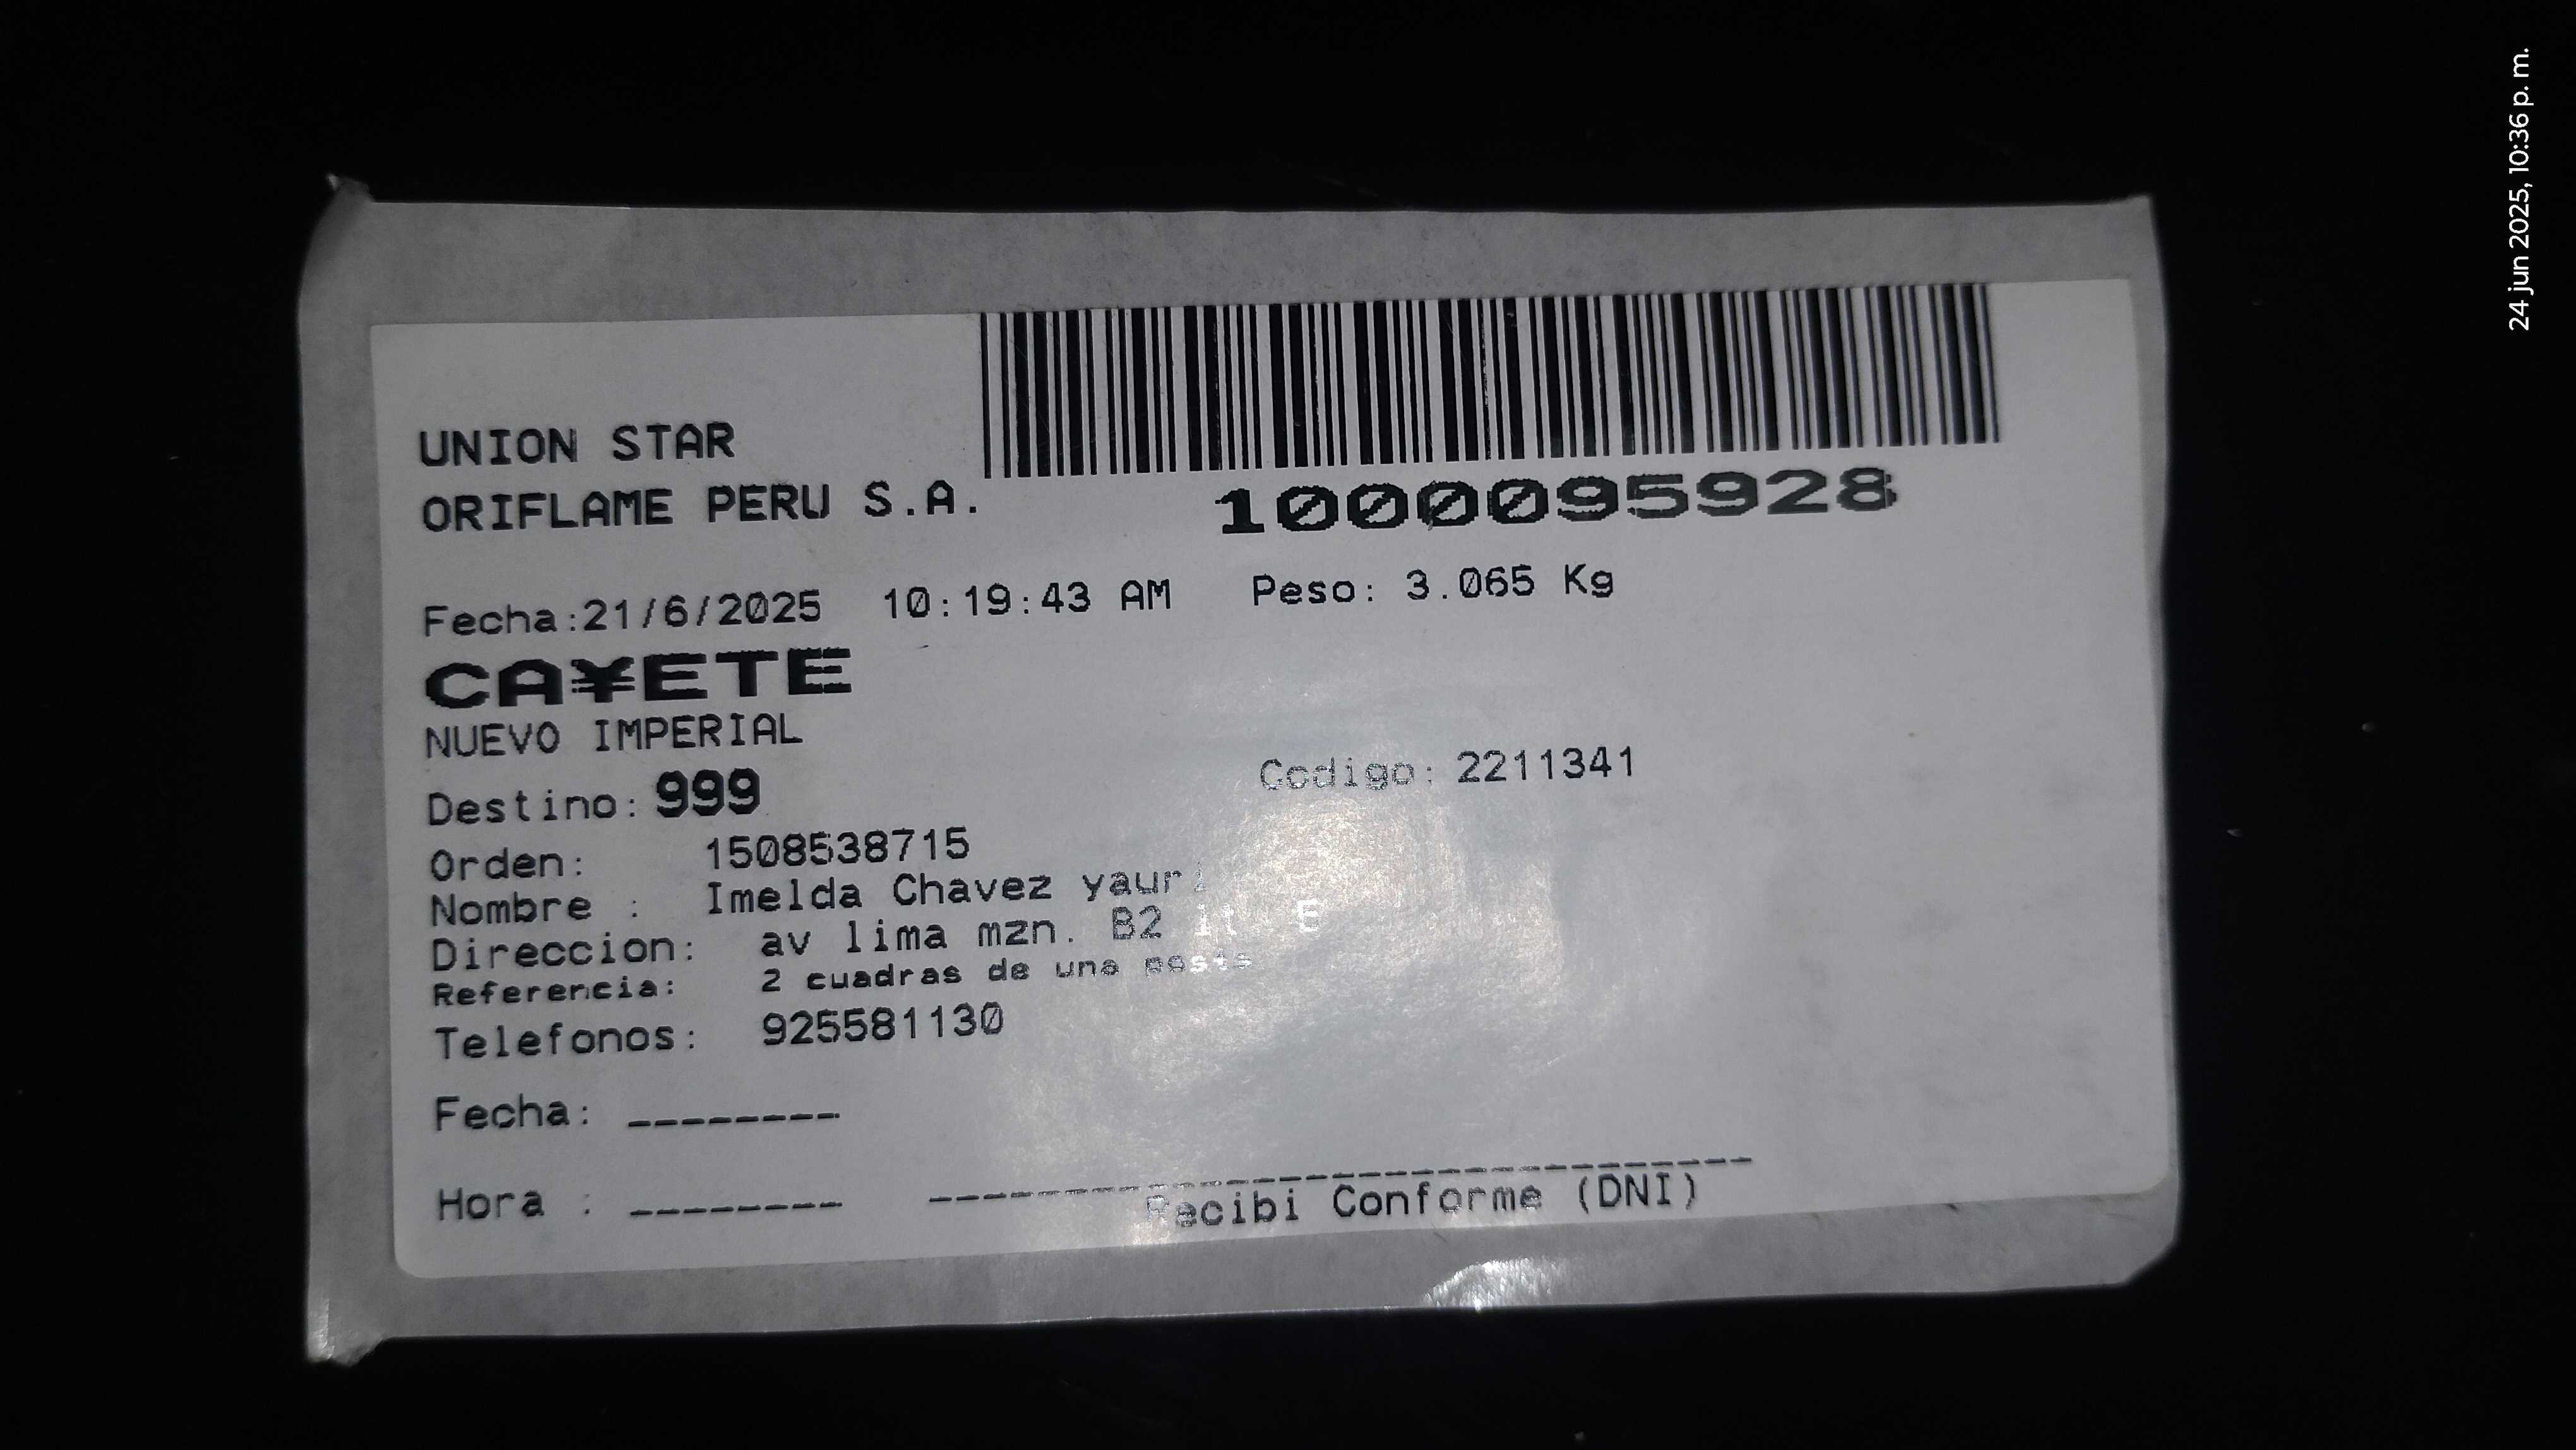 24 jun 2025, 10:36 p. m.
UNION STAR
ORIFLAME PERU S.A.
1000095928
Fecha:21/6/2025 10:19:43 AM Peso: 3.065 Kg
CA¥ETE
NUEVO IMPERIAL
Destino: 999 Codigo: 2211341
Orden: 1508538715
Nombre : Imelda Chavez yauri
Direccion: av lima mzn. B2 lt E
Referencia: 2 cuadras de una
Telefonos: 925581130
Fecha: --------
Hora : --------
Recibi Conforme (DNI)